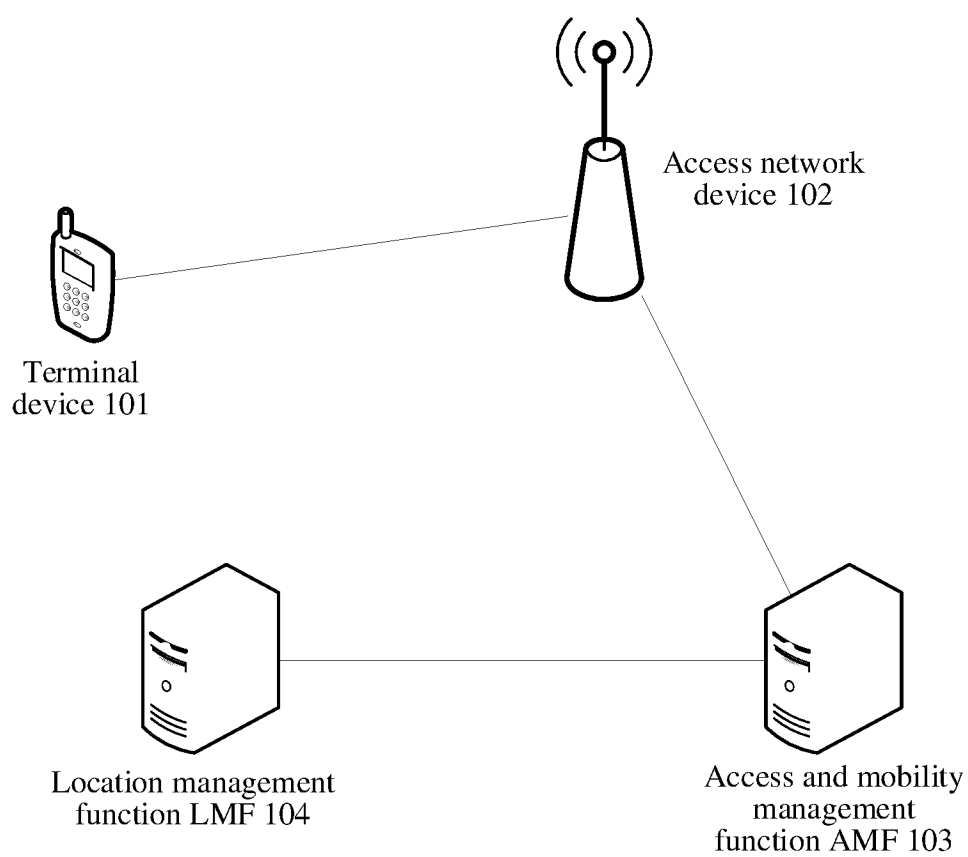 Access network
device 102
Terminal
device 101
Location management
function LMF 104
Access and mobility
management
function AMF 103